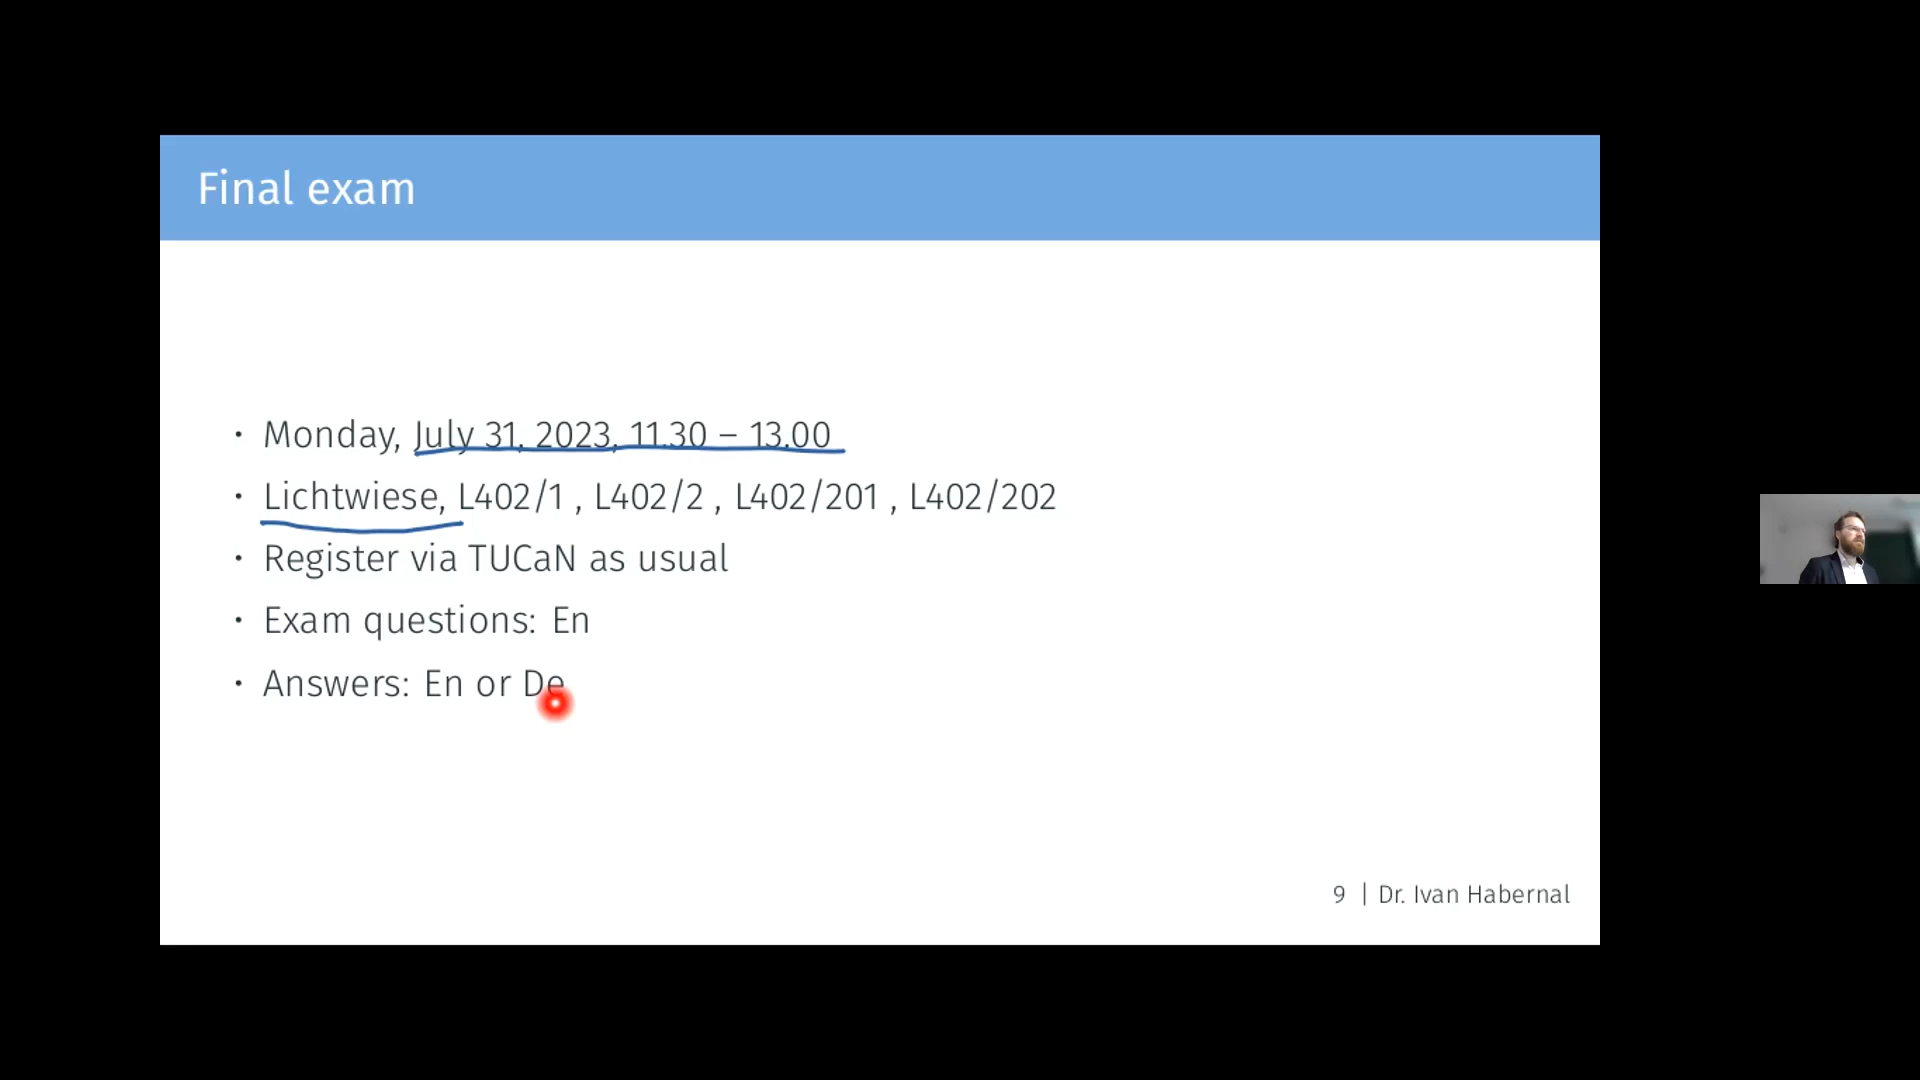 Final exam
• Monday, July 31, 2023, 11.30 – 13.00
• Lichtwiese, L402/1 , L402/2 , L402/201 , L402/202
• Register via TUCaN as usual
• Exam questions: En
• Answers: En or De
9 | Dr. Ivan Habernal